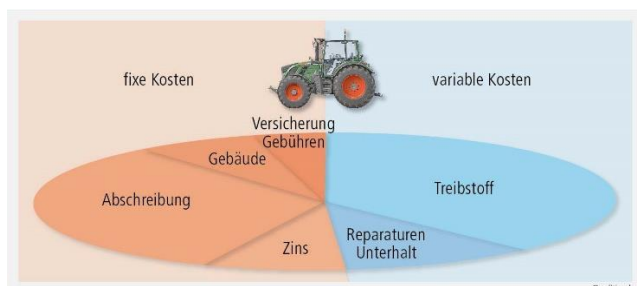 fixe Kosten
variable Kosten
Versicherung
Gebühren
Gebäude
Abschreibung
Treibstoff
Zins
Reparaturen
Unterhalt